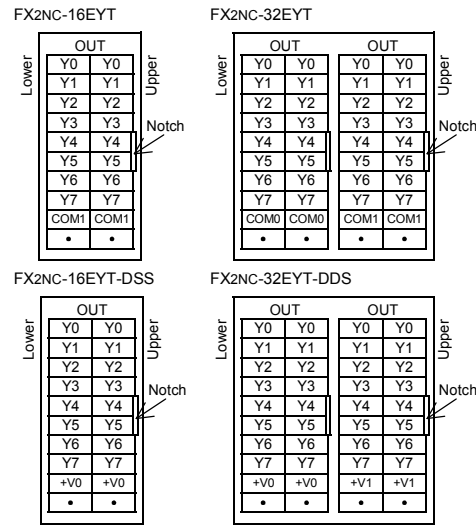 FX2NC-16EYT
Lower
OUT
Y0 Y0
Y1 Y1
Y2 Y2
Y3 Y3
Y4 Y4
Y5 Y5
Y6 Y6
Y7 Y7
COM1 COM1
• •
Upper
Notch
FX2NC-32EYT
Lower
OUT OUT
Y0 Y0 Y0 Y0
Y1 Y1 Y1 Y1
Y2 Y2 Y2 Y2
Y3 Y3 Y3 Y3
Y4 Y4 Y4 Y4
Y5 Y5 Y5 Y5
Y6 Y6 Y6 Y6
Y7 Y7 Y7 Y7
COM0 COM0 COM1 COM1
• • • •
Upper
Notch
FX2NC-16EYT-DSS
Lower
OUT
Y0 Y0
Y1 Y1
Y2 Y2
Y3 Y3
Y4 Y4
Y5 Y5
Y6 Y6
Y7 Y7
+V0 +V0
• •
Upper
Notch
FX2NC-32EYT-DDS
Lower
OUT OUT
Y0 Y0 Y0 Y0
Y1 Y1 Y1 Y1
Y2 Y2 Y2 Y2
Y3 Y3 Y3 Y3
Y4 Y4 Y4 Y4
Y5 Y5 Y5 Y5
Y6 Y6 Y6 Y6
Y7 Y7 Y7 Y7
+V0 +V0 +V1 +V1
• • • •
Upper
Notch